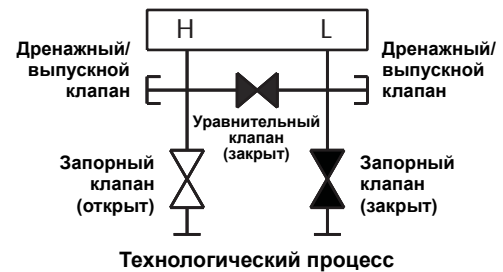 H L
Дренажный/
выпускной
клапан
Дренажный/
выпускной
клапан
Уравнительный
клапан
(закрыт)
Запорный
клапан
(открыт)
Запорный
клапан
(закрыт)
Технологический процесс